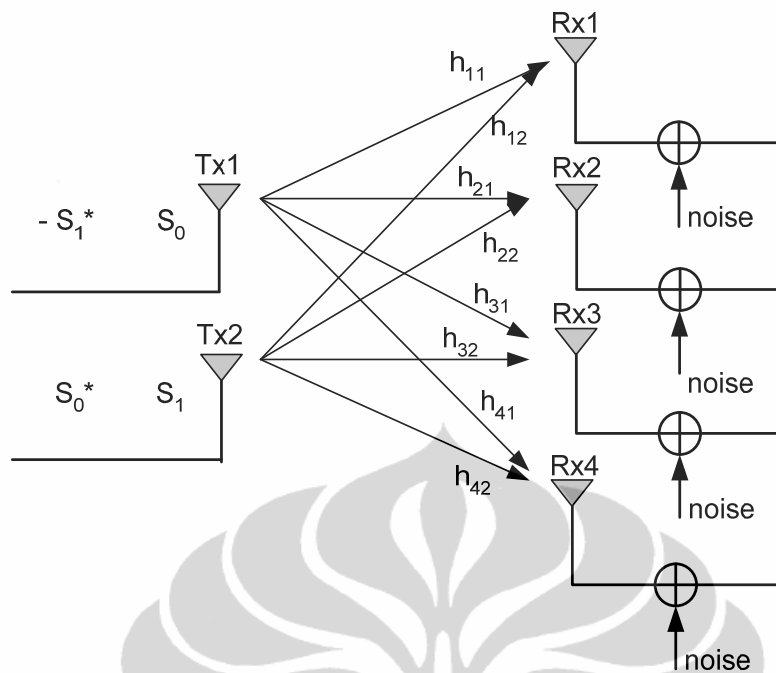 Rx1
h₁₁
h₁₂
Tx1
Rx2
h₂₁
- S₁* S₀
noise
h₂₂
h₃₁
Rx3
Tx2
h₃₂
noise
S₀* S₁
h₄₁
Rx4
h₄₂
noise
noise